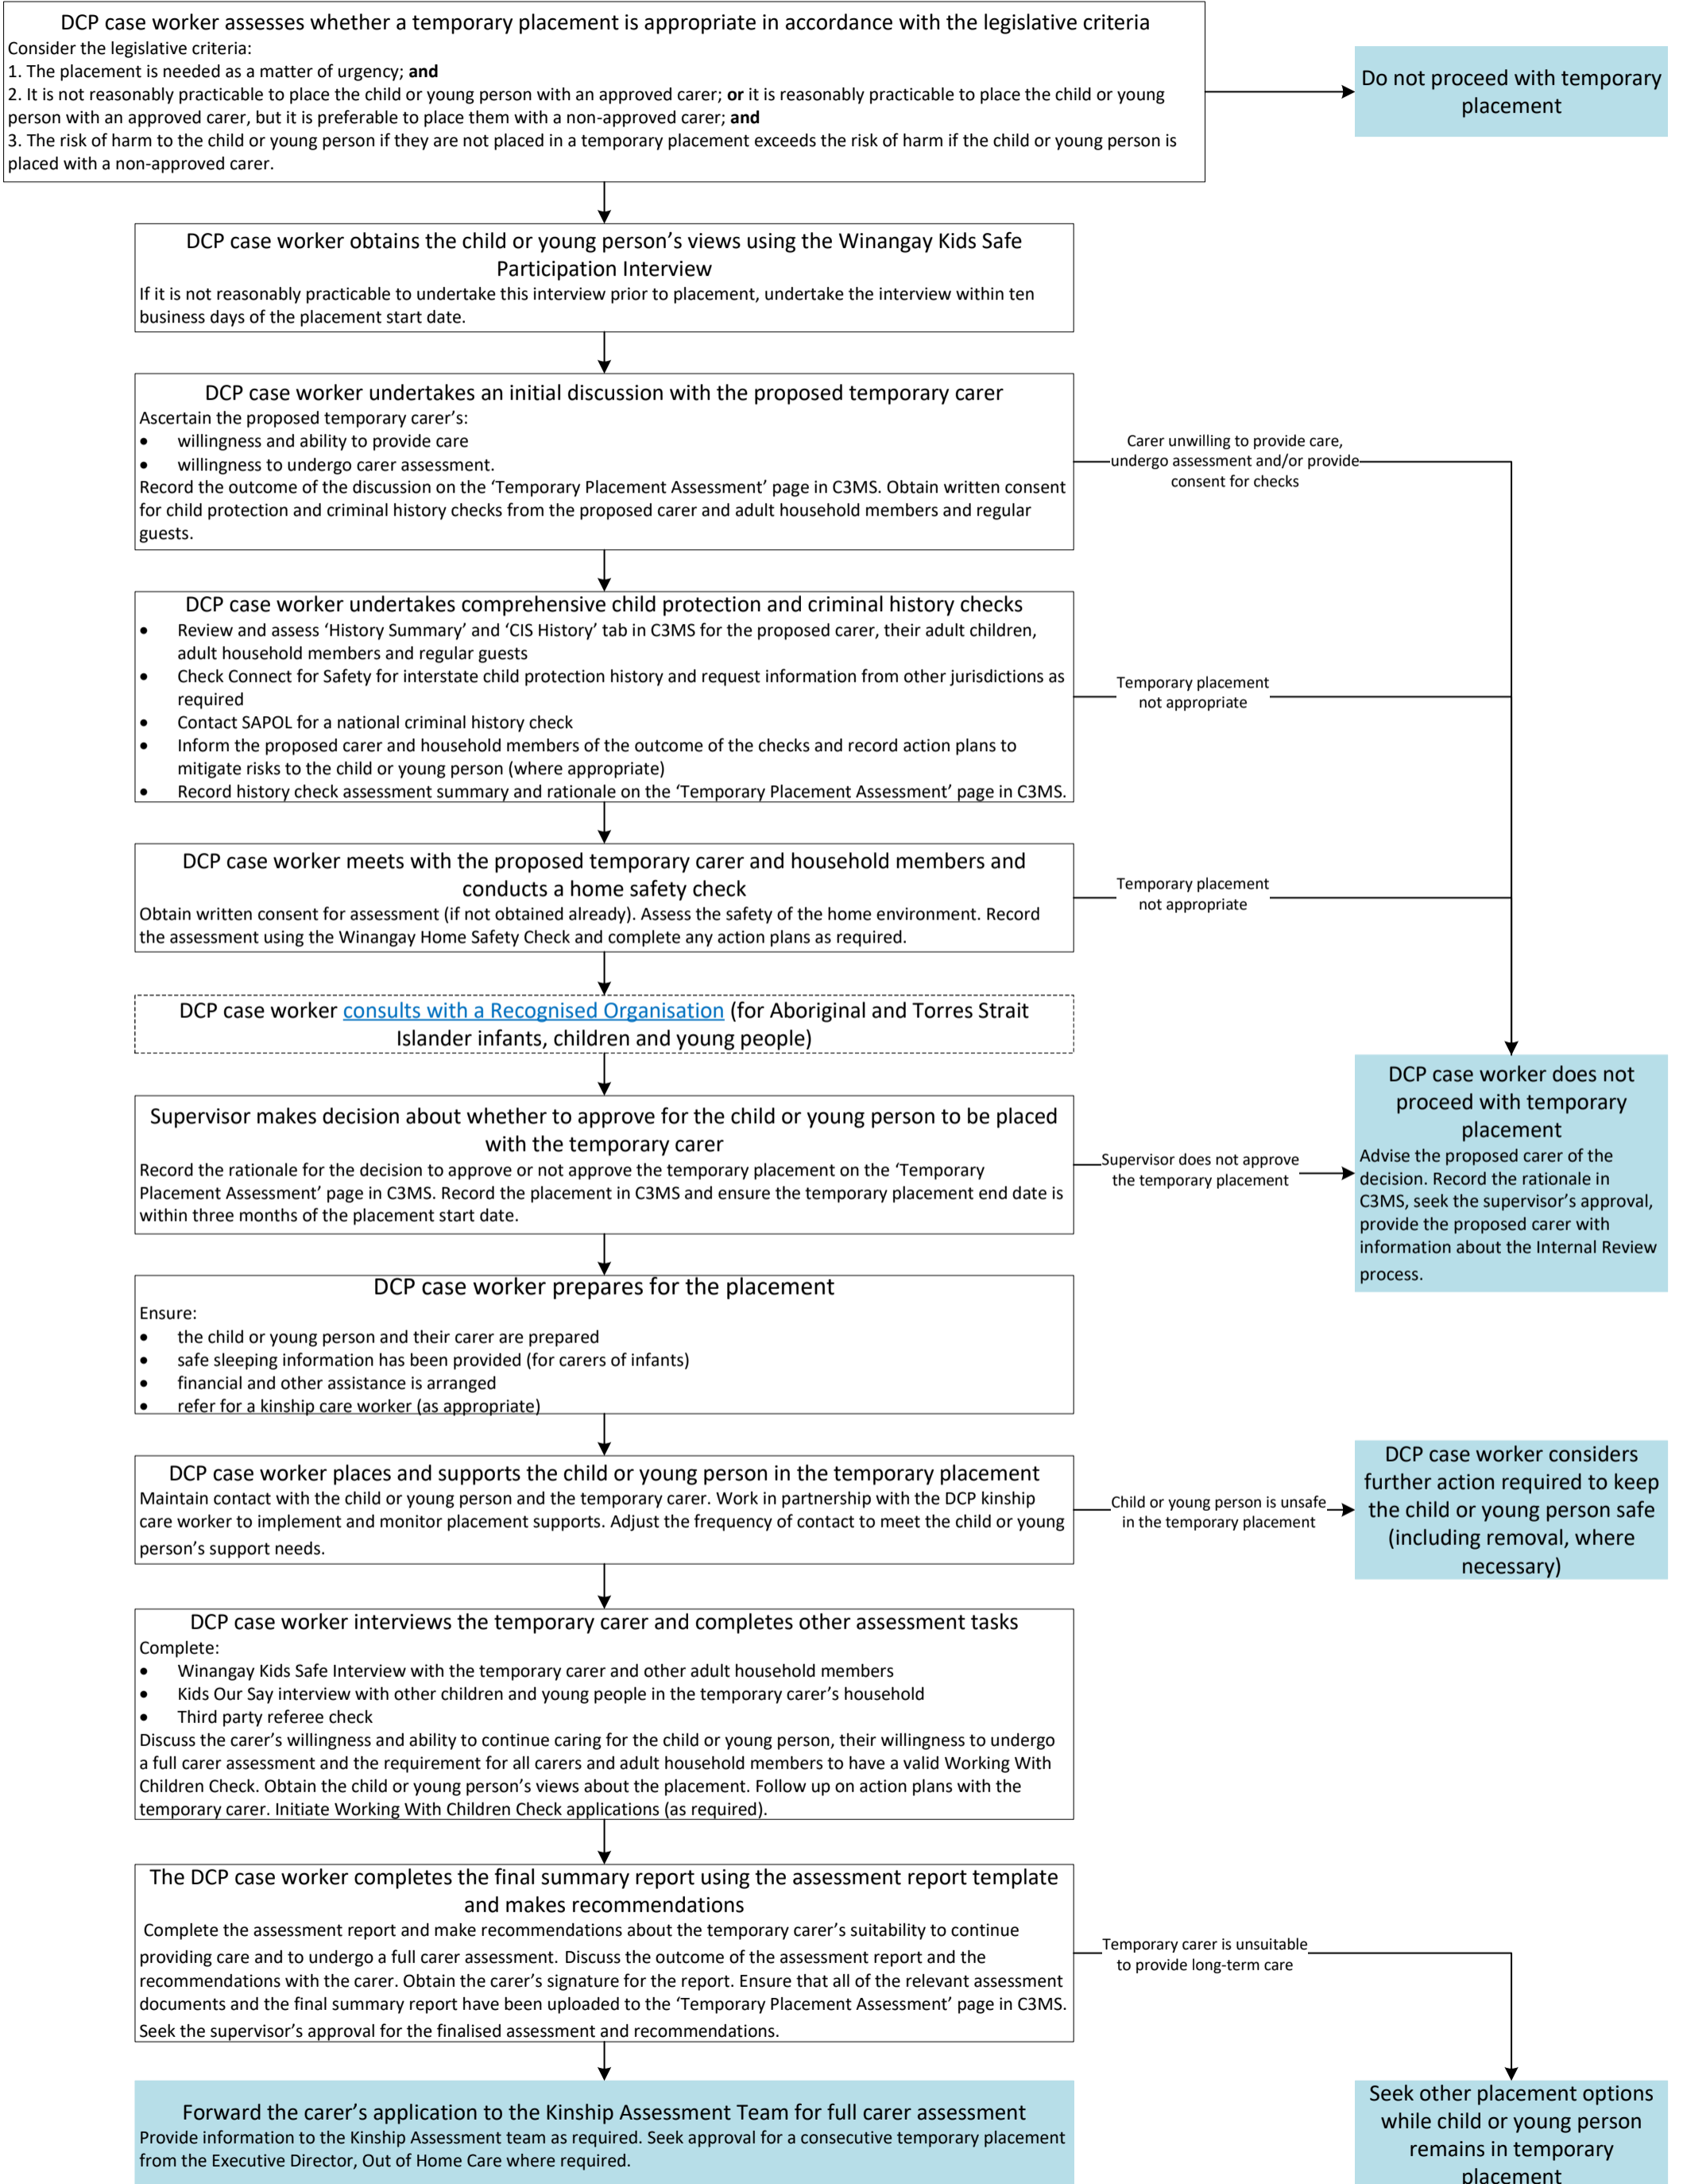 DCP case worker assesses whether a temporary placement is appropriate in accordance with the legislative criteria
Consider the legislative criteria:
1. The placement is needed as a matter of urgency; and
2. It is not reasonably practicable to place the child or young person with an approved carer; or it is reasonably practicable to place the child or young
person with an approved carer, but it is preferable to place them with a non-approved carer; and
3. The risk of harm to the child or young person if they are not placed in a temporary placement exceeds the risk of harm if the child or young person is
placed with a non-approved carer.
Do not proceed with temporary
placement
DCP case worker obtains the child or young person’s views using the Winangay Kids Safe
Participation Interview
If it is not reasonably practicable to undertake this interview prior to placement, undertake the interview within ten
business days of the placement start date.
DCP case worker undertakes an initial discussion with the proposed temporary carer
Ascertain the proposed temporary carer’s:
• willingness and ability to provide care
• willingness to undergo carer assessment.
Record the outcome of the discussion on the ‘Temporary Placement Assessment’ page in C3MS. Obtain written consent
for child protection and criminal history checks from the proposed carer and adult household members and regular
guests.
Carer unwilling to provide care,
undergo assessment and/or provide
consent for checks
DCP case worker undertakes comprehensive child protection and criminal history checks
• Review and assess ‘History Summary’ and ‘CIS History’ tab in C3MS for the proposed carer, their adult children,
adult household members and regular guests
• Check Connect for Safety for interstate child protection history and request information from other jurisdictions as
required
• Contact SAPOL for a national criminal history check
• Inform the proposed carer and household members of the outcome of the checks and record action plans to
mitigate risks to the child or young person (where appropriate)
• Record history check assessment summary and rationale on the ‘Temporary Placement Assessment’ page in C3MS.
Temporary placement
not appropriate
DCP case worker meets with the proposed temporary carer and household members and
conducts a home safety check
Obtain written consent for assessment (if not obtained already). Assess the safety of the home environment. Record
the assessment using the Winangay Home Safety Check and complete any action plans as required.
Temporary placement
not appropriate
DCP case worker consults with a Recognised Organisation (for Aboriginal and Torres Strait
Islander infants, children and young people)
Supervisor makes decision about whether to approve for the child or young person to be placed
with the temporary carer
Record the rationale for the decision to approve or not approve the temporary placement on the ‘Temporary
Placement Assessment’ page in C3MS. Record the placement in C3MS and ensure the temporary placement end date is
within three months of the placement start date.
Supervisor does not approve
the temporary placement
DCP case worker does not
proceed with temporary
placement
Advise the proposed carer of the
decision. Record the rationale in
C3MS, seek the supervisor’s approval,
provide the proposed carer with
information about the Internal Review
process.
DCP case worker prepares for the placement
Ensure:
• the child or young person and their carer are prepared
• safe sleeping information has been provided (for carers of infants)
• financial and other assistance is arranged
• refer for a kinship care worker (as appropriate)
DCP case worker places and supports the child or young person in the temporary placement
Maintain contact with the child or young person and the temporary carer. Work in partnership with the DCP kinship
care worker to implement and monitor placement supports. Adjust the frequency of contact to meet the child or young
person’s support needs.
Child or young person is unsafe
in the temporary placement
DCP case worker considers
further action required to keep
the child or young person safe
(including removal, where
necessary)
DCP case worker interviews the temporary carer and completes other assessment tasks
Complete:
• Winangay Kids Safe Interview with the temporary carer and other adult household members
• Kids Our Say interview with other children and young people in the temporary carer’s household
• Third party referee check
Discuss the carer’s willingness and ability to continue caring for the child or young person, their willingness to undergo
a full carer assessment and the requirement for all carers and adult household members to have a valid Working With
Children Check. Obtain the child or young person’s views about the placement. Follow up on action plans with the
temporary carer. Initiate Working With Children Check applications (as required).
The DCP case worker completes the final summary report using the assessment report template
and makes recommendations
Complete the assessment report and make recommendations about the temporary carer’s suitability to continue
providing care and to undergo a full carer assessment. Discuss the outcome of the assessment report and the
recommendations with the carer. Obtain the carer’s signature for the report. Ensure that all of the relevant assessment
documents and the final summary report have been uploaded to the ‘Temporary Placement Assessment’ page in C3MS.
Seek the supervisor’s approval for the finalised assessment and recommendations.
Temporary carer is unsuitable
to provide long-term care
Forward the carer’s application to the Kinship Assessment Team for full carer assessment
Provide information to the Kinship Assessment team as required. Seek approval for a consecutive temporary placement
from the Executive Director, Out of Home Care where required.
Seek other placement options
while child or young person
remains in temporary
placement